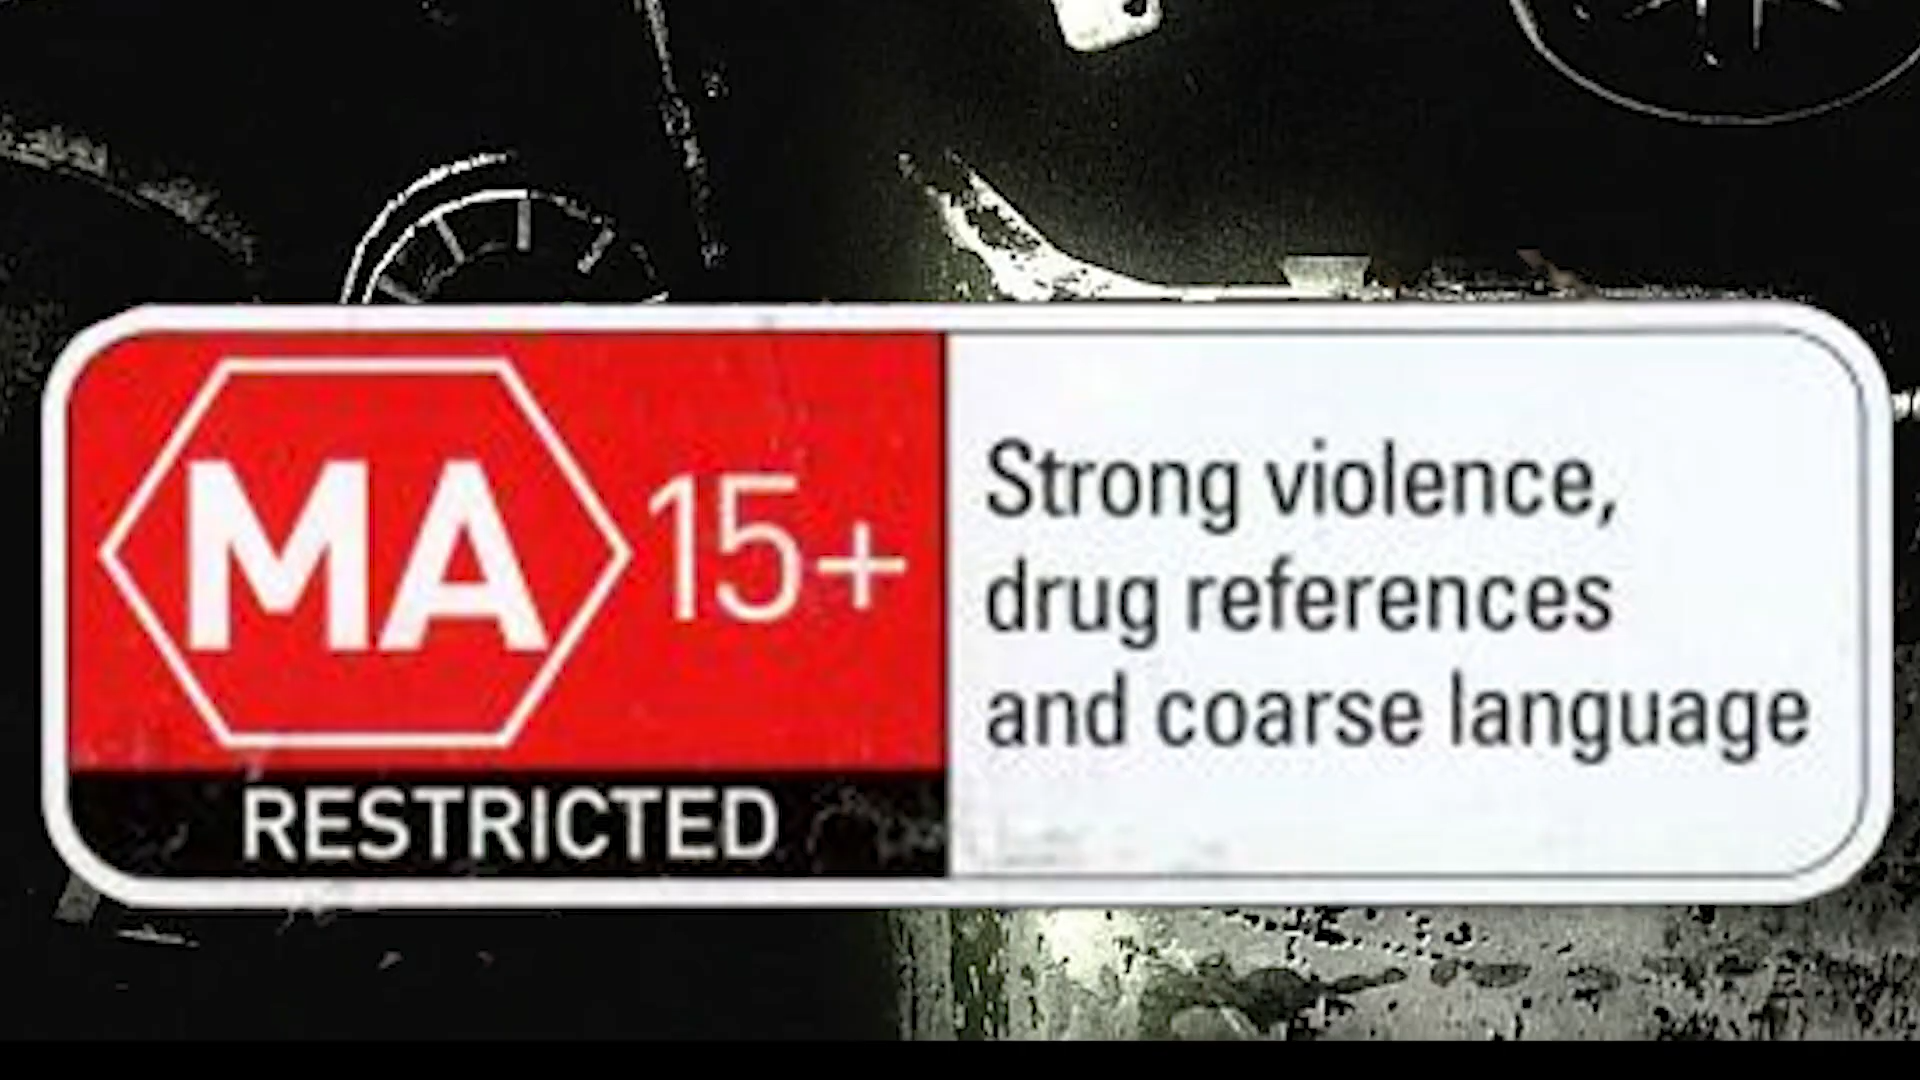 MA 15+
RESTRICTED
Strong violence,
drug references
and coarse language